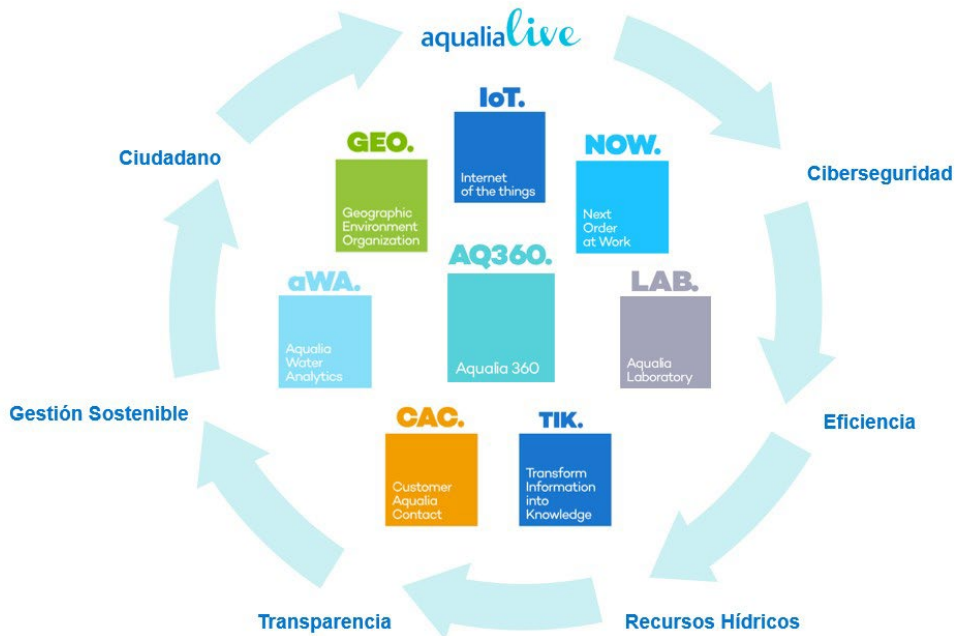 aqualia live
IoT.
Internet
of the things
GEO.
Geographic
Environment
Organization
NOW.
Next
Order
at Work
Ciudadano
Ciberseguridad
AQ360.
Aqualia 360
aWA.
Aqualia
Water
Analytics
LAB.
Aqualia
Laboratory
Gestión Sostenible
Eficiencia
CAC.
Customer
Aqualia
Contact
TIK.
Transform
Information
into
Knowledge
Transparencia
Recursos Hídricos